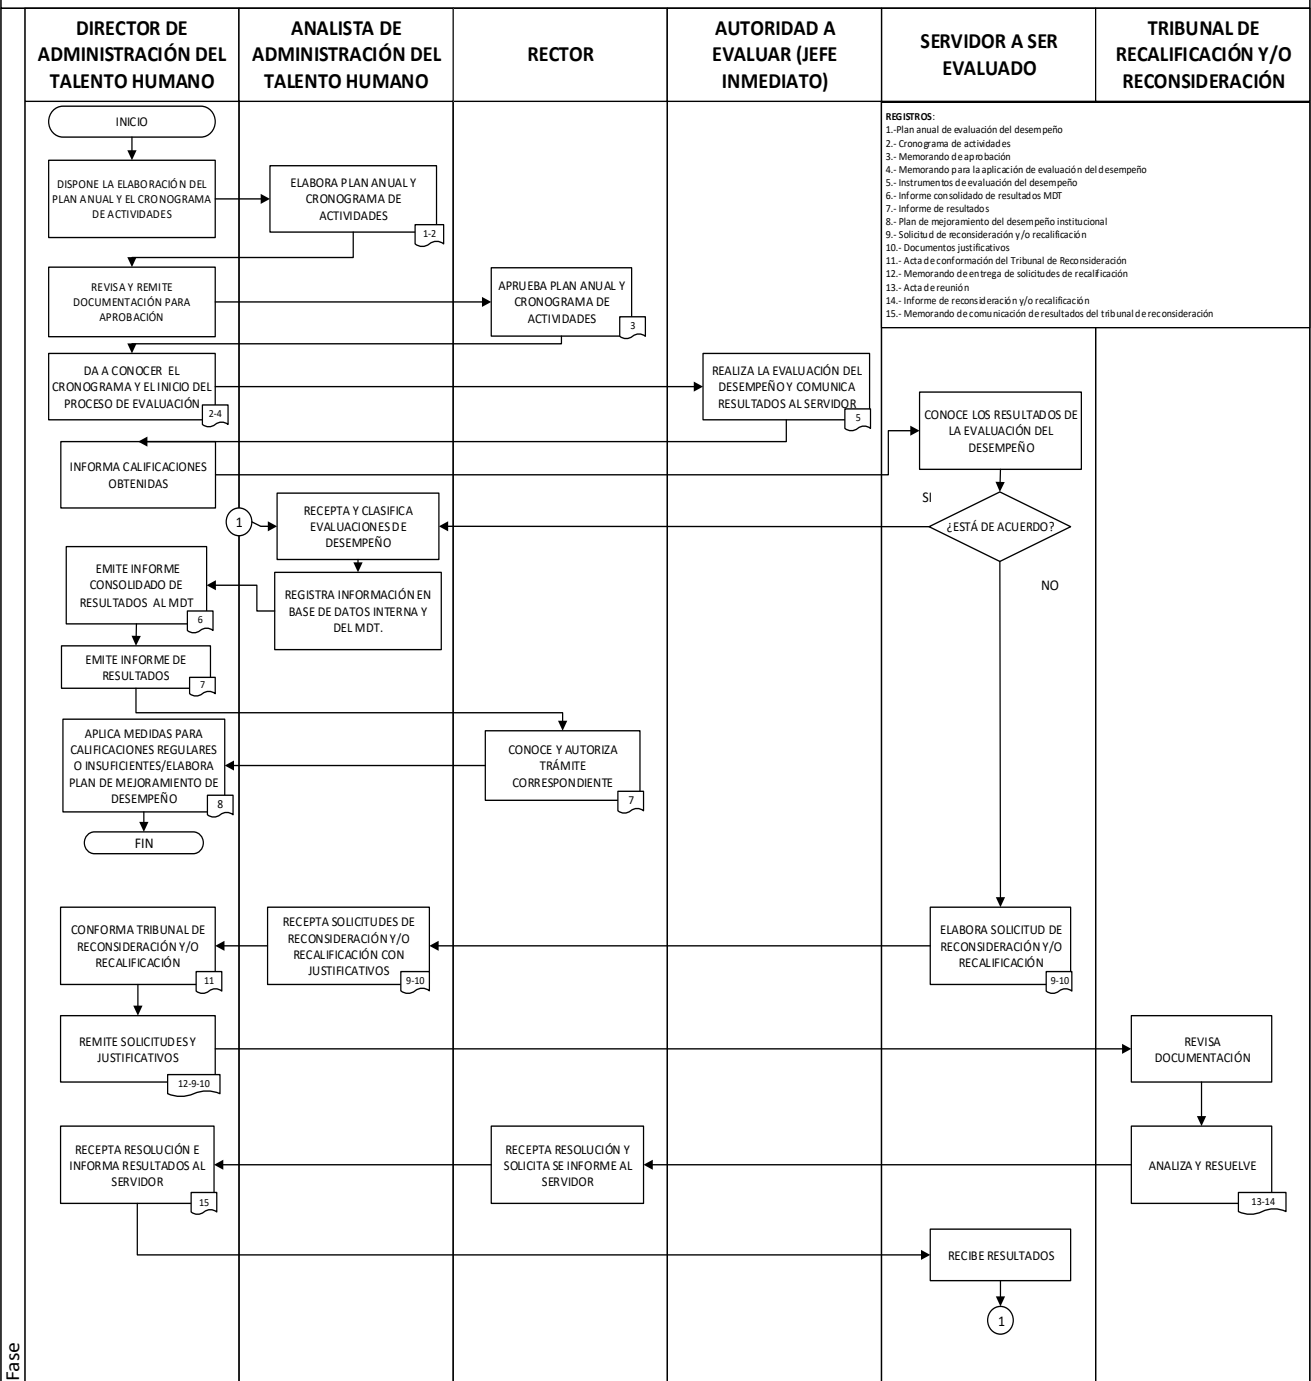 DIRECTOR DE
ADMINISTRACIÓN DEL
TALENTO HUMANO
ANALISTA DE
ADMINISTRACIÓN DEL
TALENTO HUMANO
RECTOR
AUTORIDAD A
EVALUAR (JEFE
INMEDIATO)
SERVIDOR A SER
EVALUADO
TRIBUNAL DE
RECALIFICACIÓN Y/O
RECONSIDERACIÓN
REGISTROS:
1.-Plan anual de evaluación del desempeño
2.- Cronograma de actividades
3.- Memorando de aprobación
4.- Memorando para la aplicación de evaluación del desempeño
5.- Instrumentos de evaluación del desempeño
6.- Informe consolidado de resultados MDT
7.- Informe de resultados
8.- Plan de mejoramiento del desempeño institucional
9.- Solicitud de reconsideración y/o recalificación
10.- Documentos justificativos
11.- Acta de conformación del Tribunal de Reconsideración
12.- Memorando de entrega de solicitudes de recalificación
13.- Acta de reunión
14.- Informe de reconsideración y/o recalificación
15.- Memorando de comunicación de resultados del tribunal de reconsideración
INICIO
DISPONE LA ELABORACIÓN DEL
PLAN ANUAL Y EL CRONOGRAMA
DE ACTIVIDADES
ELABORA PLAN ANUAL Y
CRONOGRAMA DE
ACTIVIDADES
1-2
REVISA Y REMITE
DOCUMENTACIÓN PARA
APROBACIÓN
APRUEBA PLAN ANUAL Y
CRONOGRAMA DE
ACTIVIDADES
3
DA A CONOCER EL
CRONOGRAMA Y EL INICIO DEL
PROCESO DE EVALUACIÓN
2-4
REALIZA LA EVALUACIÓN DEL
DESEMPEÑO Y COMUNICA
RESULTADOS AL SERVIDOR
5
CONOCE LOS RESULTADOS DE
LA EVALUACIÓN DEL
DESEMPEÑO
INFORMA CALIFICACIONES
OBTENIDAS
SI
¿ESTÁ DE ACUERDO?
NO
1
RECEPTA Y CLASIFICA
EVALUACIONES DE
DESEMPEÑO
REGISTRA INFORMACIÓN EN
BASE DE DATOS INTERNA Y
DEL MDT.
EMITE INFORME
CONSOLIDADO DE
RESULTADOS AL MDT
6
EMITE INFORME DE
RESULTADOS
7
CONOCE Y AUTORIZA
TRÁMITE
CORRESPONDIENTE
7
APLICA MEDIDAS PARA
CALIFICACIONES REGULARES
O INSUFICIENTES/ELABORA
PLAN DE MEJORAMIENTO DE
DESEMPEÑO
8
FIN
ELABORA SOLICITUD DE
RECONSIDERACIÓN Y/O
RECALIFICACIÓN
9-10
RECEPTA SOLICITUDES DE
RECONSIDERACIÓN Y/O
RECALIFICACIÓN CON
JUSTIFICATIVOS
9-10
CONFORMA TRIBUNAL DE
RECONSIDERACIÓN Y/O
RECALIFICACIÓN
11
REMITE SOLICITUDES Y
JUSTIFICATIVOS
12-9-10
REVISA
DOCUMENTACIÓN
ANALIZA Y RESUELVE
13-14
RECEPTA RESOLUCIÓN Y
SOLICITA SE INFORME AL
SERVIDOR
RECEPTA RESOLUCIÓN E
INFORMA RESULTADOS AL
SERVIDOR
15
RECIBE RESULTADOS
1
Fase